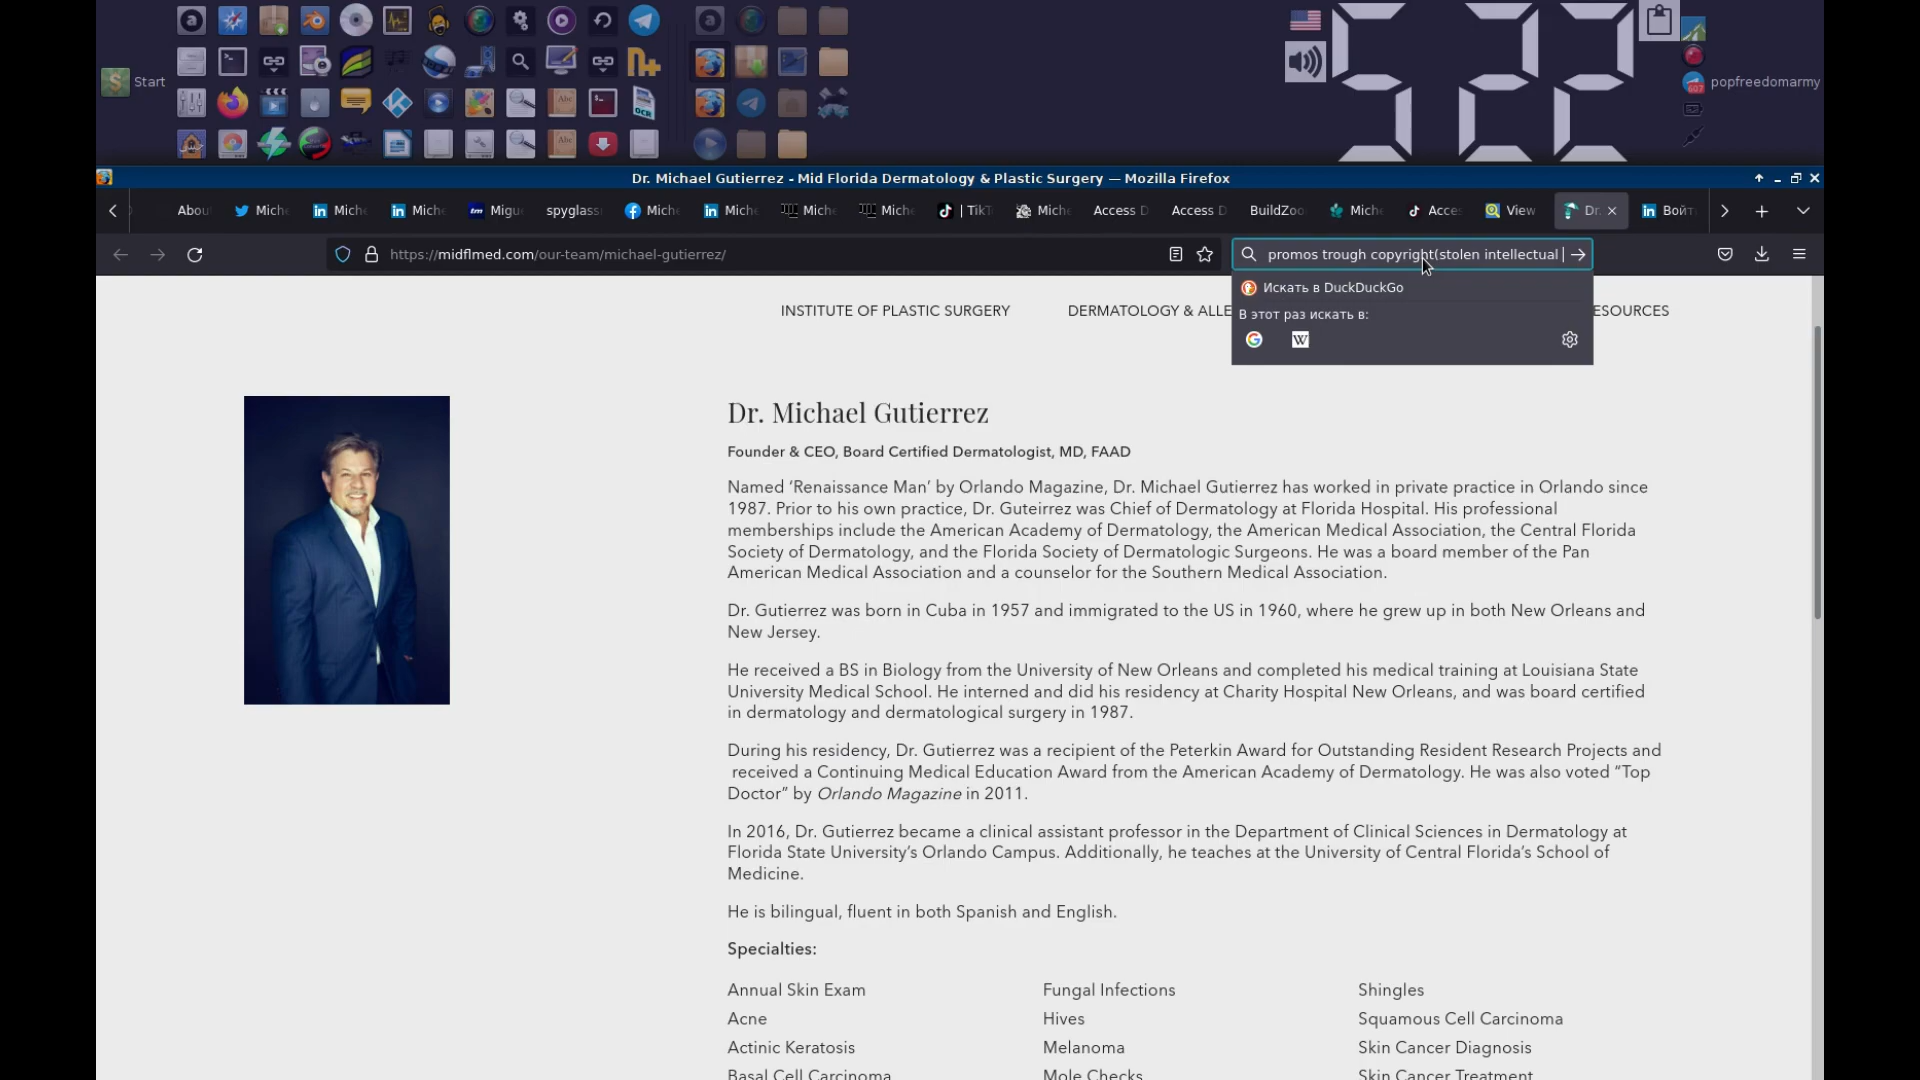 Start
5:22
popfreedomarmy
Dr. Michael Gutierrez - Mid Florida Dermatology & Plastic Surgery — Mozilla Firefox
Abou Mich Miche Mich Migu spyglass Mich Mich Mich Mich | TikT Mich Access D Access D BuildZoo Miche Acce View Dr. Войт
https://midflmed.com/our-team/michael-gutierrez/
promos trough copyright(stolen intellectual
Искать в DuckDuckGo
В этот раз искать в:
INSTITUTE OF PLASTIC SURGERY DERMATOLOGY & ALLE ESOURCES
Dr. Michael Gutierrez
Founder & CEO, Board Certified Dermatologist, MD, FAAD
Named ‘Renaissance Man’ by Orlando Magazine, Dr. Michael Gutierrez has worked in private practice in Orlando since
1987. Prior to his own practice, Dr. Guteirrez was Chief of Dermatology at Florida Hospital. His professional
memberships include the American Academy of Dermatology, the American Medical Association, the Central Florida
Society of Dermatology, and the Florida Society of Dermatologic Surgeons. He was a board member of the Pan
American Medical Association and a counselor for the Southern Medical Association.
Dr. Gutierrez was born in Cuba in 1957 and immigrated to the US in 1960, where he grew up in both New Orleans and
New Jersey.
He received a BS in Biology from the University of New Orleans and completed his medical training at Louisiana State
University Medical School. He interned and did his residency at Charity Hospital New Orleans, and was board certified
in dermatology and dermatological surgery in 1987.
During his residency, Dr. Gutierrez was a recipient of the Peterkin Award for Outstanding Resident Research Projects and
received a Continuing Medical Education Award from the American Academy of Dermatology. He was also voted “Top
Doctor” by Orlando Magazine in 2011.
In 2016, Dr. Gutierrez became a clinical assistant professor in the Department of Clinical Sciences in Dermatology at
Florida State University’s Orlando Campus. Additionally, he teaches at the University of Central Florida’s School of
Medicine.
He is bilingual, fluent in both Spanish and English.
Specialties:
Annual Skin Exam Fungal Infections Shingles
Acne Hives Squamous Cell Carcinoma
Actinic Keratosis Melanoma Skin Cancer Diagnosis
Basal Cell Carcinoma Mole Checks Skin Cancer Treatment